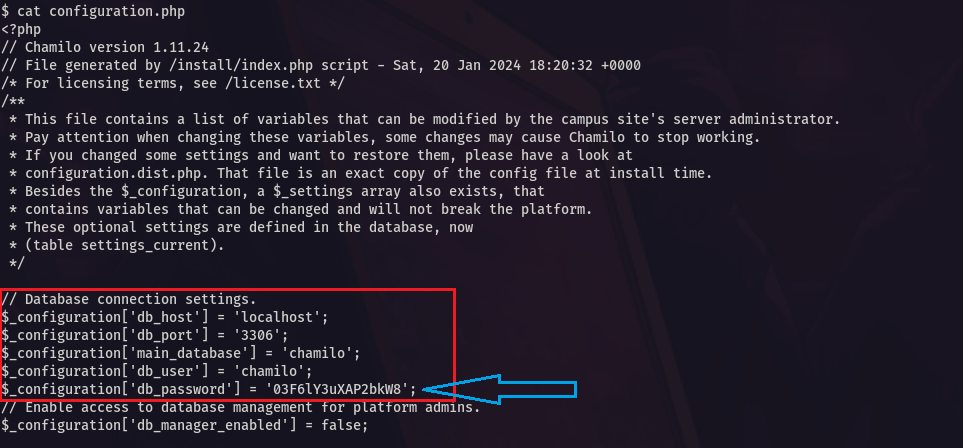 $ cat configuration.php
<?php
// Chamilo version 1.11.24
// File generated by /install/index.php script - Sat, 20 Jan 2024 18:20:32 +0000
/* For licensing terms, see /license.txt */
/**
 * This file contains a list of variables that can be modified by the campus site's server administrator.
 * Pay attention when changing these variables, some changes may cause Chamilo to stop working.
 * If you changed some settings and want to restore them, please have a look at
 * configuration.dist.php. That file is an exact copy of the config file at install time.
 * Besides the $_configuration, a $_settings array also exists, that
 * contains variables that can be changed and will not break the platform.
 * These optional settings are defined in the database, now
 * (table settings_current).
 */
// Database connection settings.
$_configuration['db_host'] = 'localhost';
$_configuration['db_port'] = '3306';
$_configuration['main_database'] = 'chamilo';
$_configuration['db_user'] = 'chamilo';
$_configuration['db_password'] = '03F6lY3uXAP2bkW8';
// Enable access to database management for platform admins.
$_configuration['db_manager_enabled'] = false;